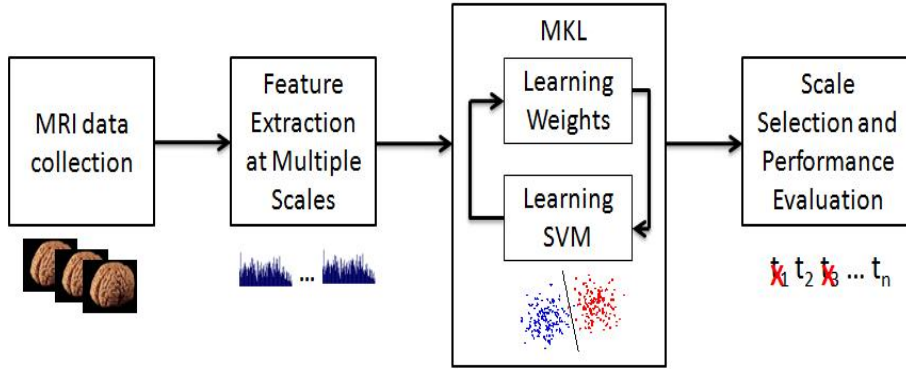 MRI data
collection
Feature
Extraction
at Multiple
Scales
...
MKL
Learning
Weights
Learning
SVM
Scale
Selection and
Performance
Evaluation
t₁ t₂ t₃ ... tₙ